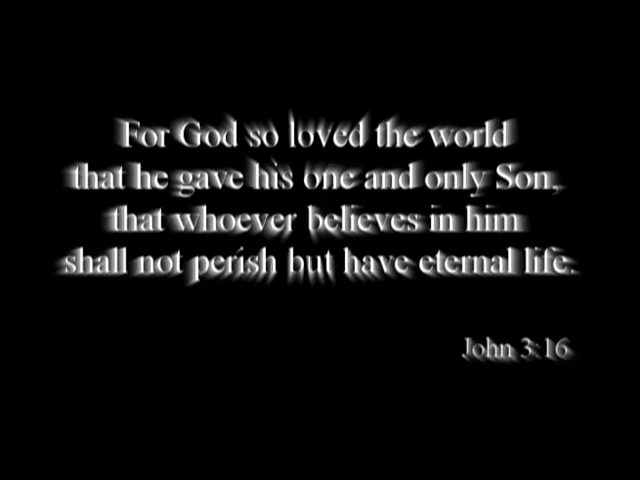 For God so loved the world
that he gave his one and only Son,
that whoever believes in him
shall not perish but have eternal life.
John 3:16